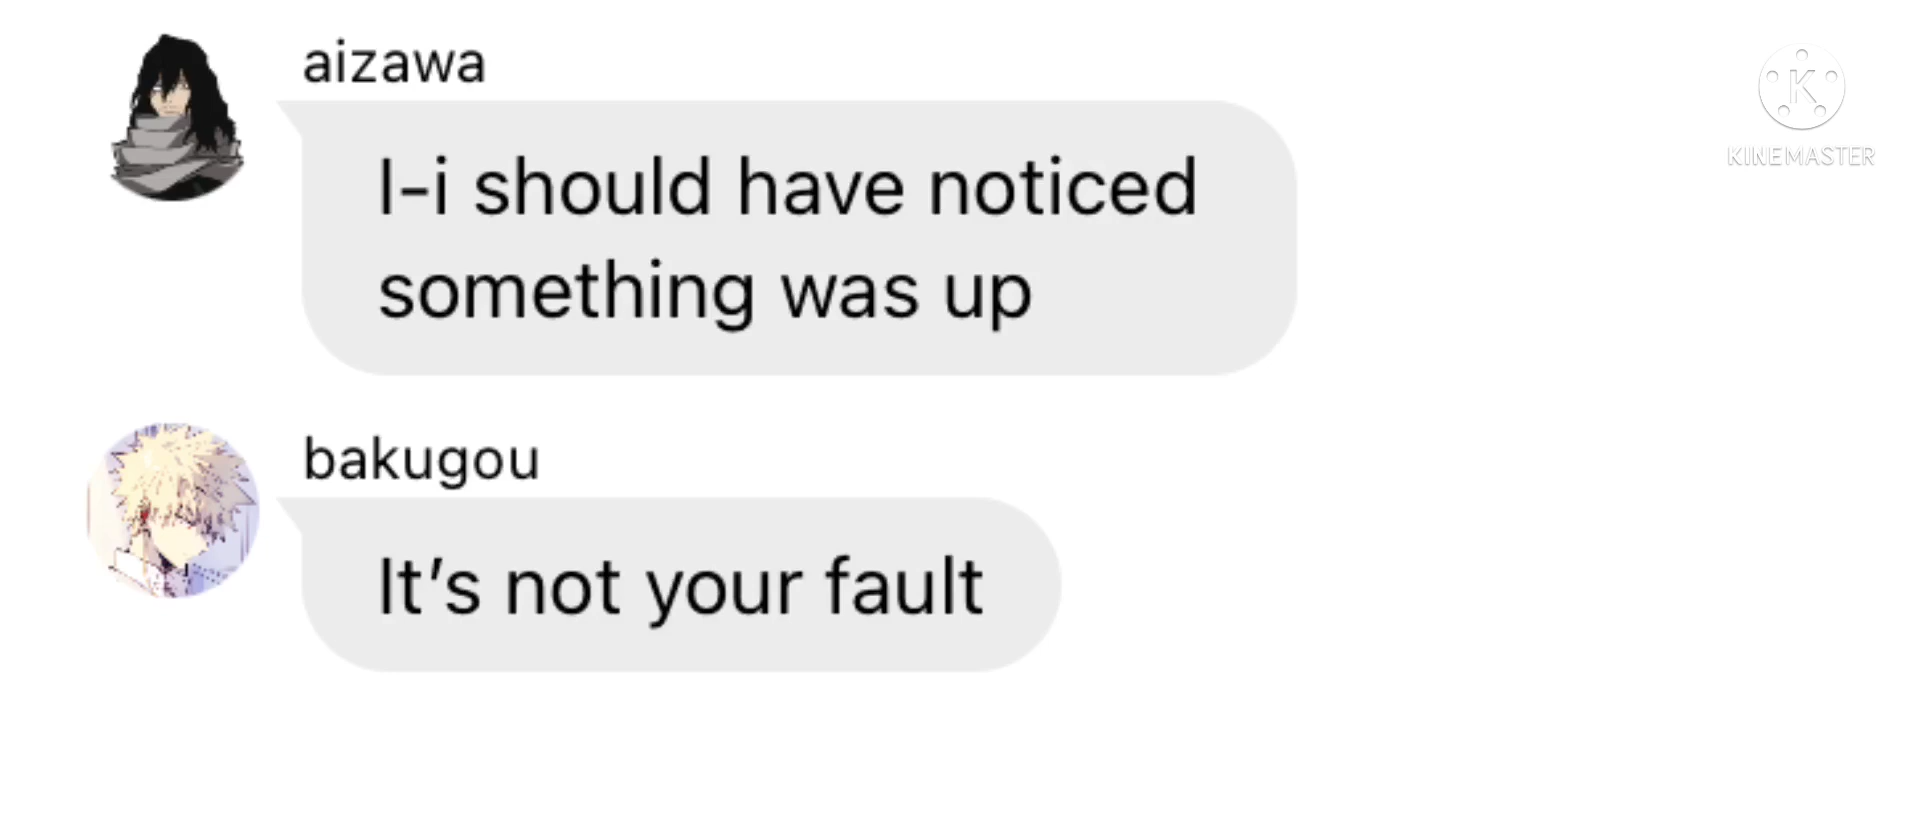 aizawa
I-i should have noticed
something was up
bakugou
It's not your fault
K
KINEMASTER